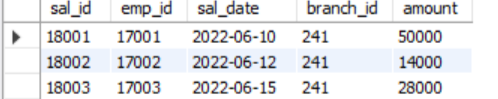 sal_id emp_id sal_date branch_id amount
18001 17001 2022-06-10 241 50000
18002 17002 2022-06-12 241 14000
18003 17003 2022-06-15 241 28000